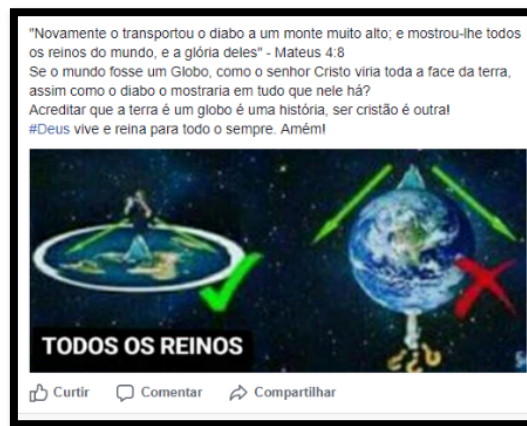 "Novamente o transportou o diabo a um monte muito alto; e mostrou-lhe todos
os reinos do mundo, e a glória deles" - Mateus 4:8
Se o mundo fosse um Globo, como o senhor Cristo viria toda a face da terra,
assim como o diabo o mostraria em tudo que nele há?
Acreditar que a terra é um globo é uma história, ser cristão é outra!
#Deus vive e reina para todo o sempre. Amém!
???
TODOS OS REINOS
Curtir Comentar Compartilhar